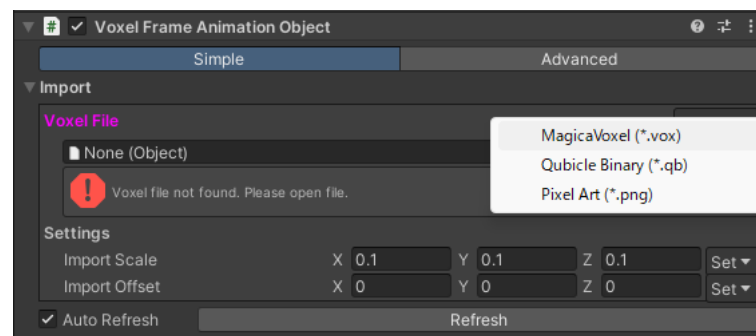 Voxel Frame Animation Object
Simple Advanced
Import
Voxel File
MagicaVoxel (*.vox)
None (Object)
Qubicle Binary (*.qb)
Voxel file not found. Please open file.
Pixel Art (*.png)
Settings
Import Scale X 0.1 Y 0.1 Z 0.1 Set
Import Offset X 0 Y 0 Z 0 Set
Auto Refresh Refresh